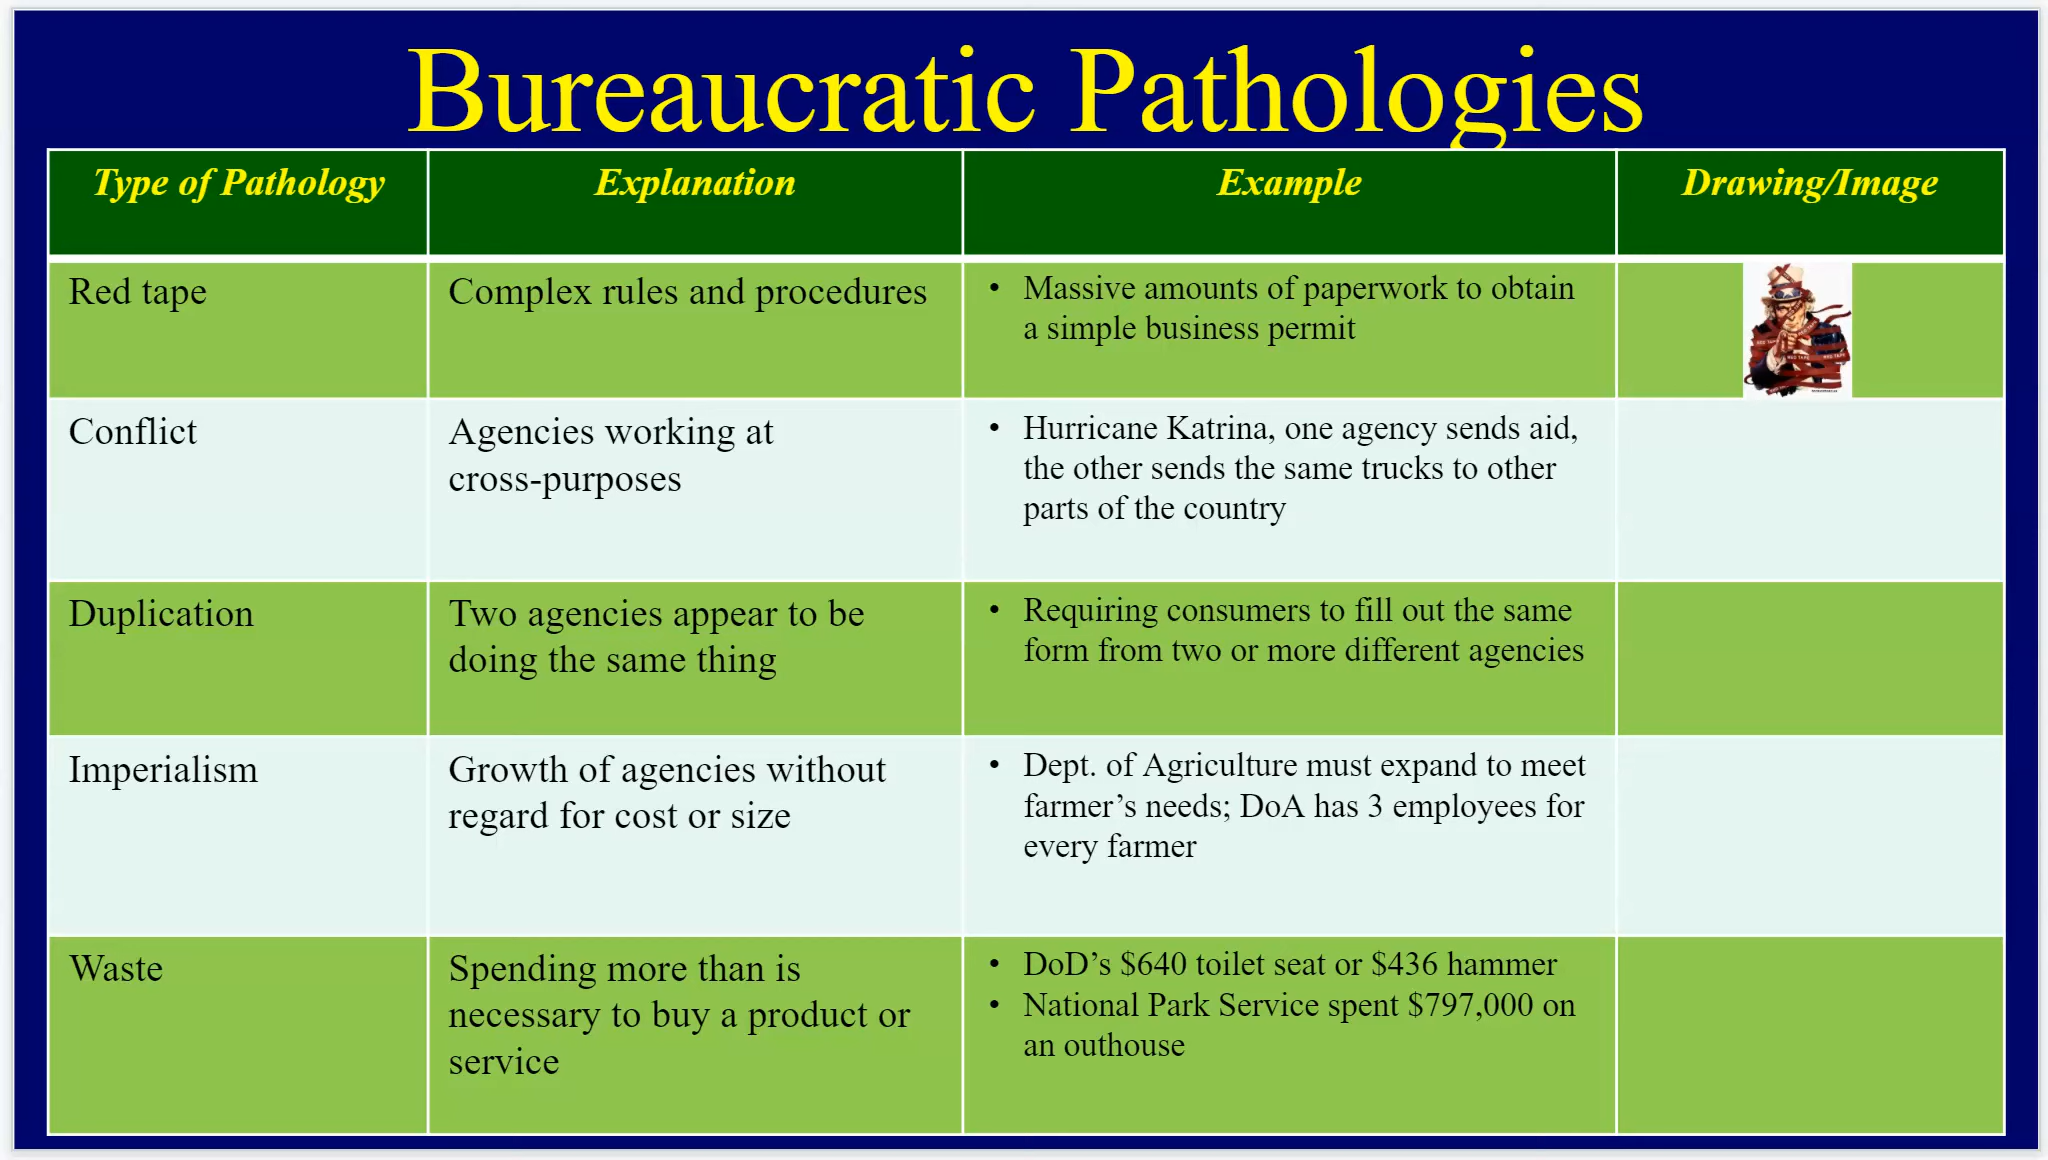 Bureaucratic Pathologies
Type of Pathology
Explanation
Example
Drawing/Image
Red tape
Complex rules and procedures
• Massive amounts of paperwork to obtain
a simple business permit
RED TAPE
RED TAPE
RED TAPE
Conflict
Agencies working at
cross-purposes
• Hurricane Katrina, one agency sends aid,
the other sends the same trucks to other
parts of the country
Duplication
Two agencies appear to be
doing the same thing
• Requiring consumers to fill out the same
form from two or more different agencies
Imperialism
Growth of agencies without
regard for cost or size
• Dept. of Agriculture must expand to meet
farmer’s needs; DoA has 3 employees for
every farmer
Waste
Spending more than is
necessary to buy a product or
service
• DoD’s $640 toilet seat or $436 hammer
• National Park Service spent $797,000 on
an outhouse